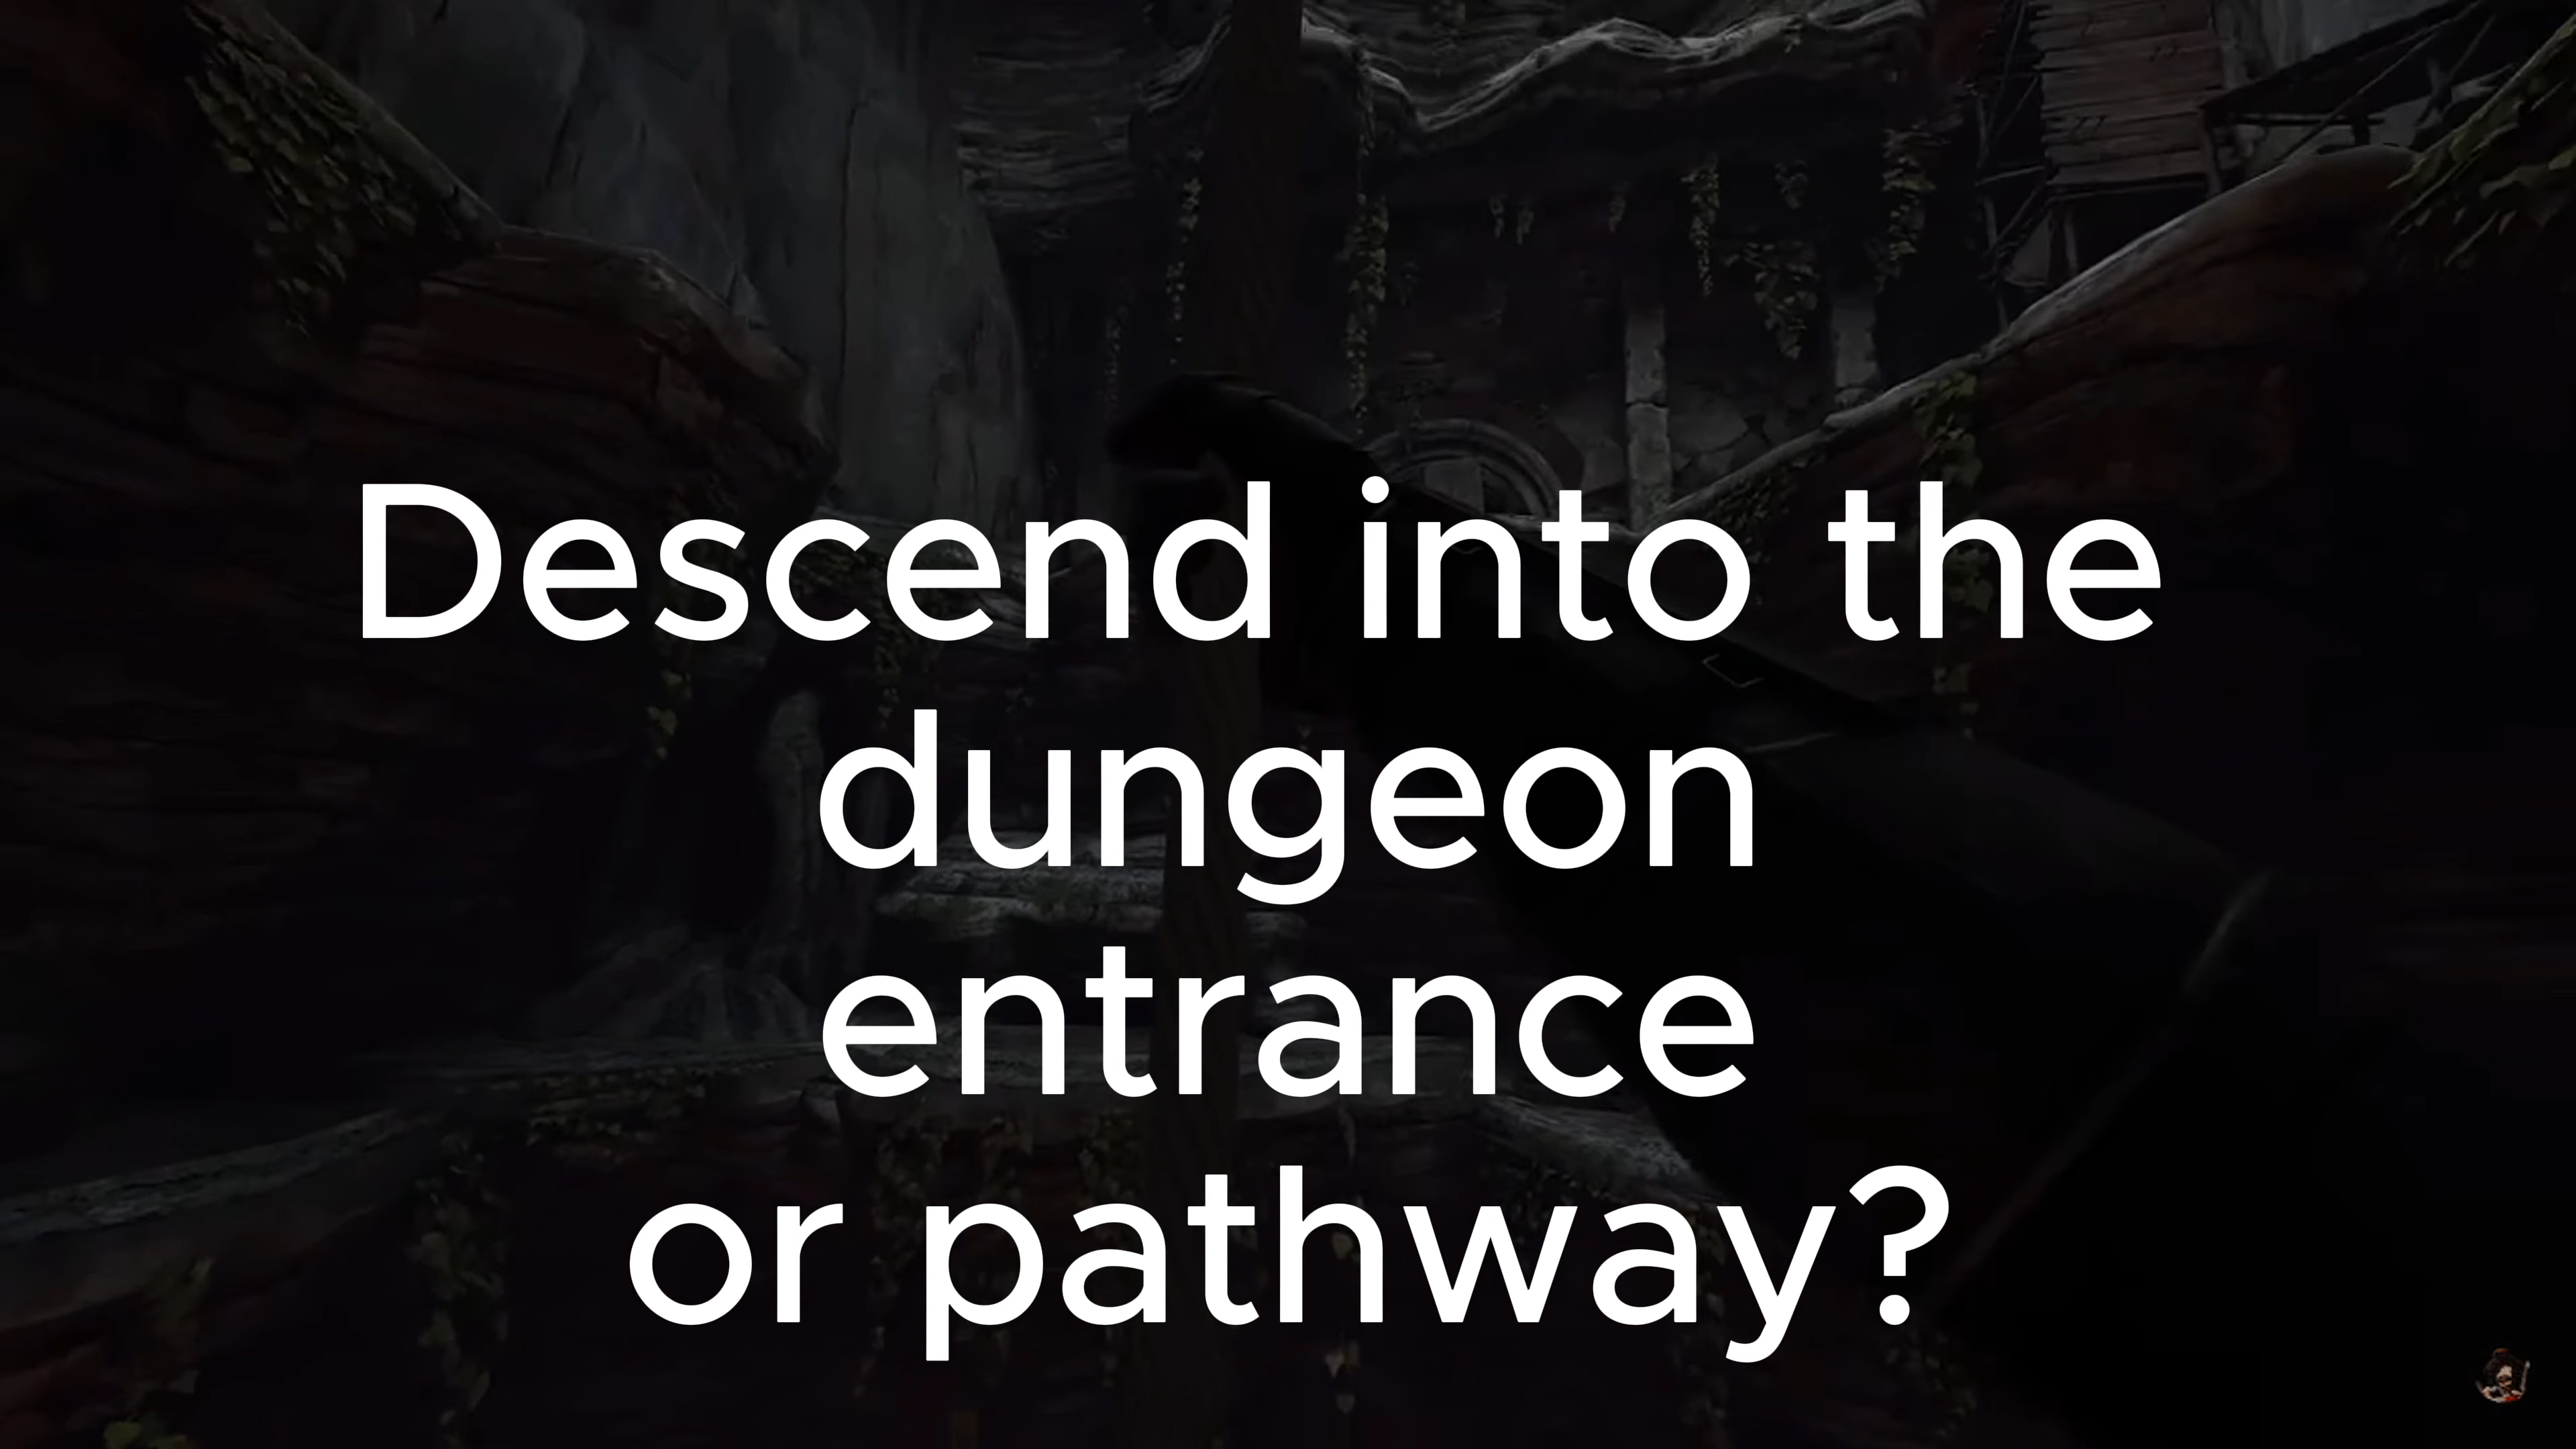 Descend into the
dungeon
entrance
or pathway?